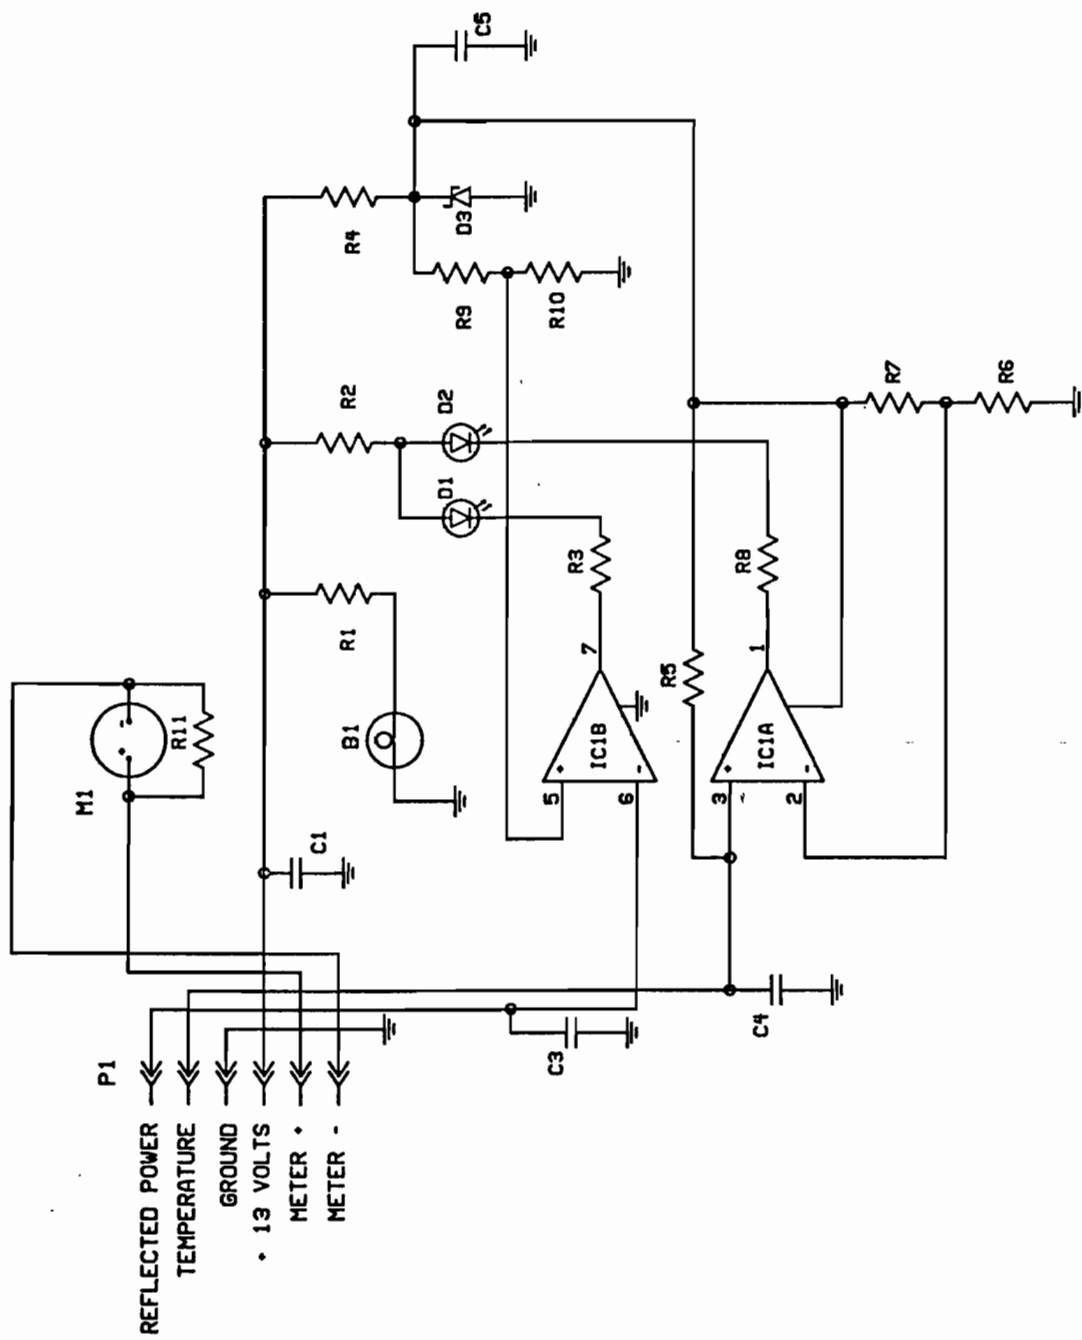 P1
REFLECTED POWER
TEMPERATURE
GROUND
+ 13 VOLTS
METER +
METER -
M1
+
-
R11
C1
B1
R1
R2
R4
C5
D3
R9
R10
D1
D2
R3
R8
R5
R7
R6
C3
C4
5
+
6
-
IC1B
7
3
+
2
-
IC1A
1